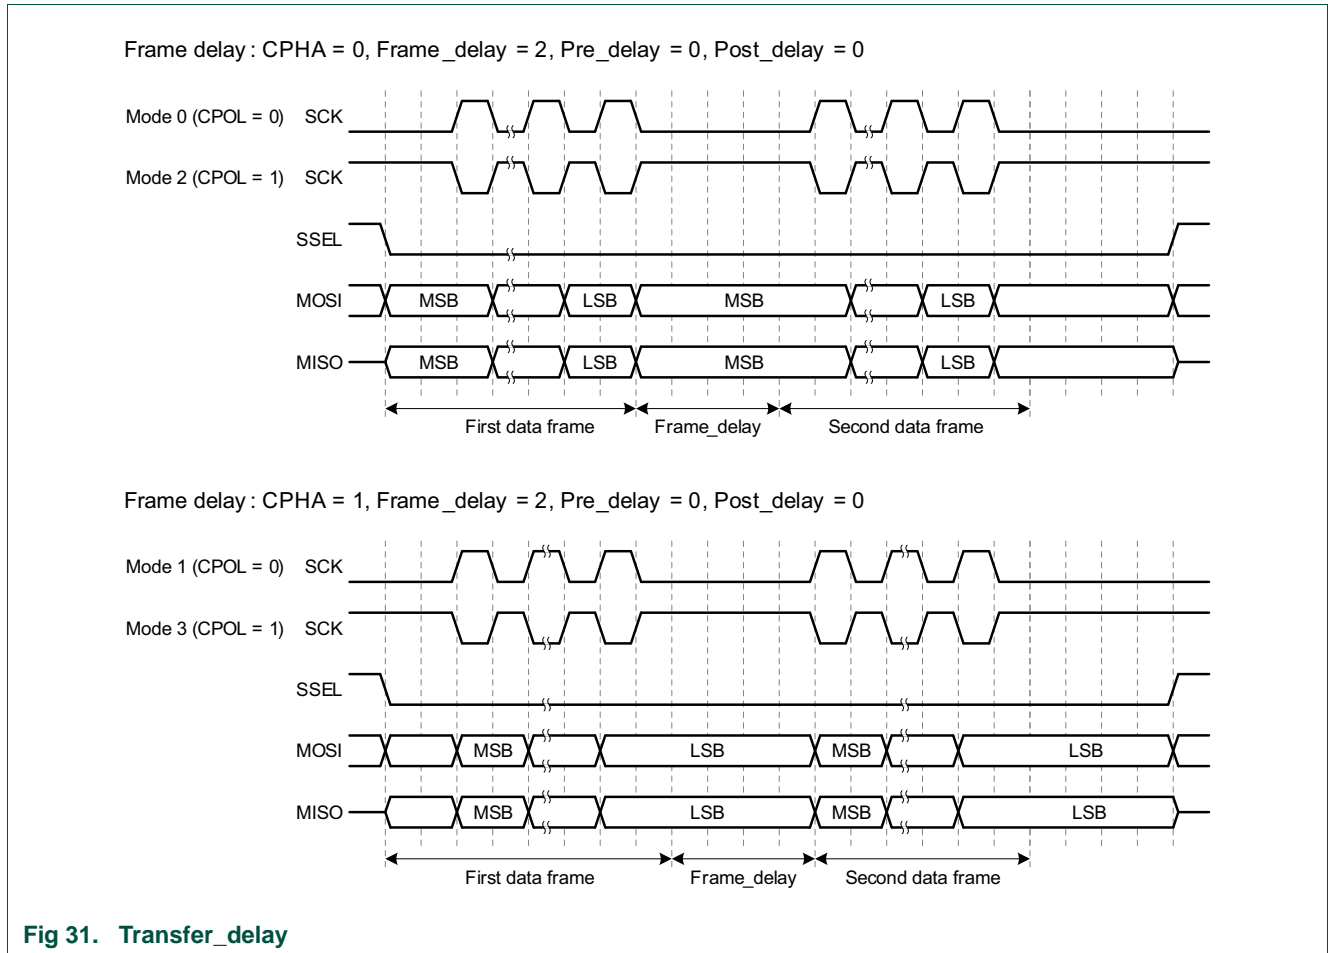 Frame delay : CPHA = 0, Frame_delay = 2, Pre_delay = 0, Post_delay = 0
Mode 0 (CPOL = 0) SCK
Mode 2 (CPOL = 1) SCK
SSEL
MOSI MSB LSB MSB LSB
MISO MSB LSB MSB LSB
First data frame Frame_delay Second data frame
Frame delay : CPHA = 1, Frame_delay = 2, Pre_delay = 0, Post_delay = 0
Mode 1 (CPOL = 0) SCK
Mode 3 (CPOL = 1) SCK
SSEL
MOSI MSB LSB MSB LSB
MISO MSB LSB MSB LSB
First data frame Frame_delay Second data frame
Fig 31. Transfer_delay